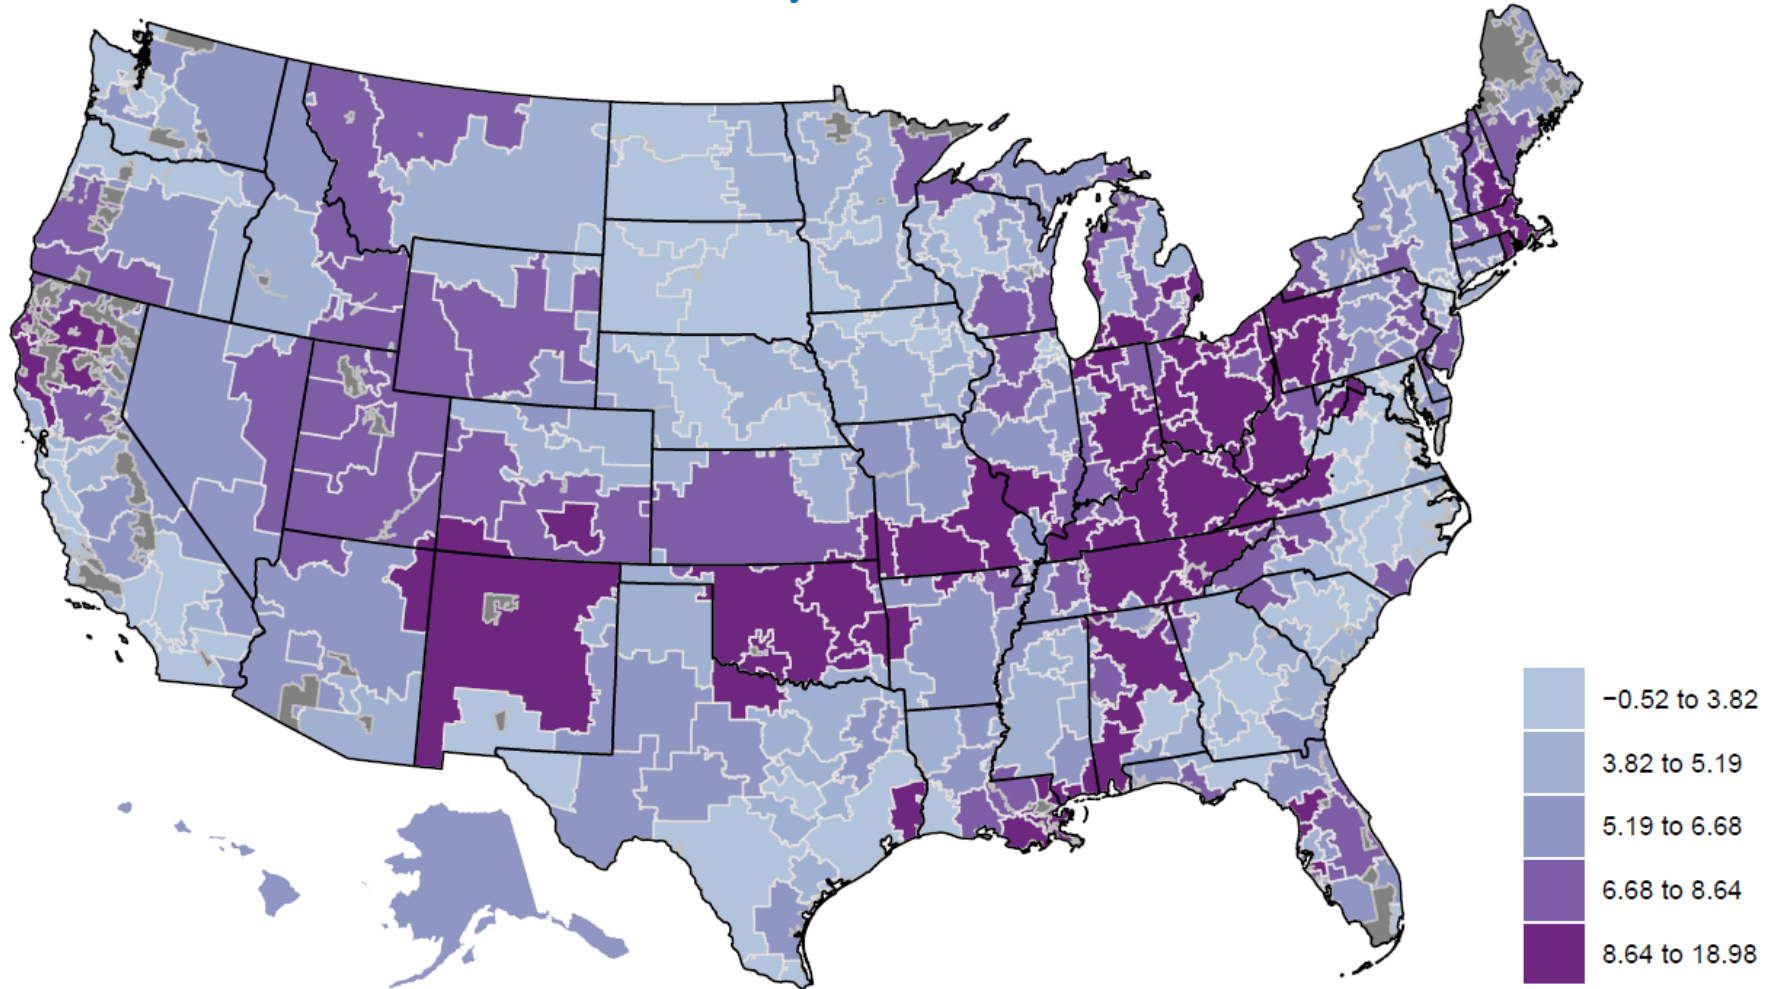 −0.52 to 3.82
3.82 to 5.19
5.19 to 6.68
6.68 to 8.64
8.64 to 18.98